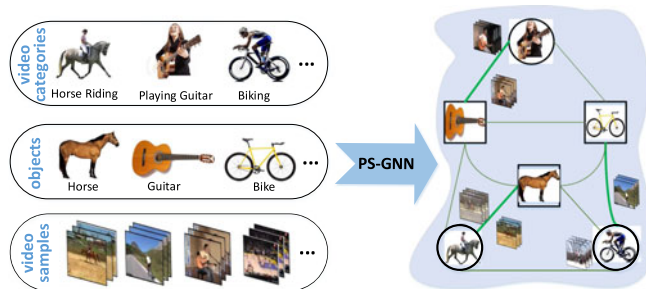 video
categories
Horse Riding
Playing Guitar
Biking
...
objects
Horse
Guitar
Bike
...
video
samples
...
PS-GNN